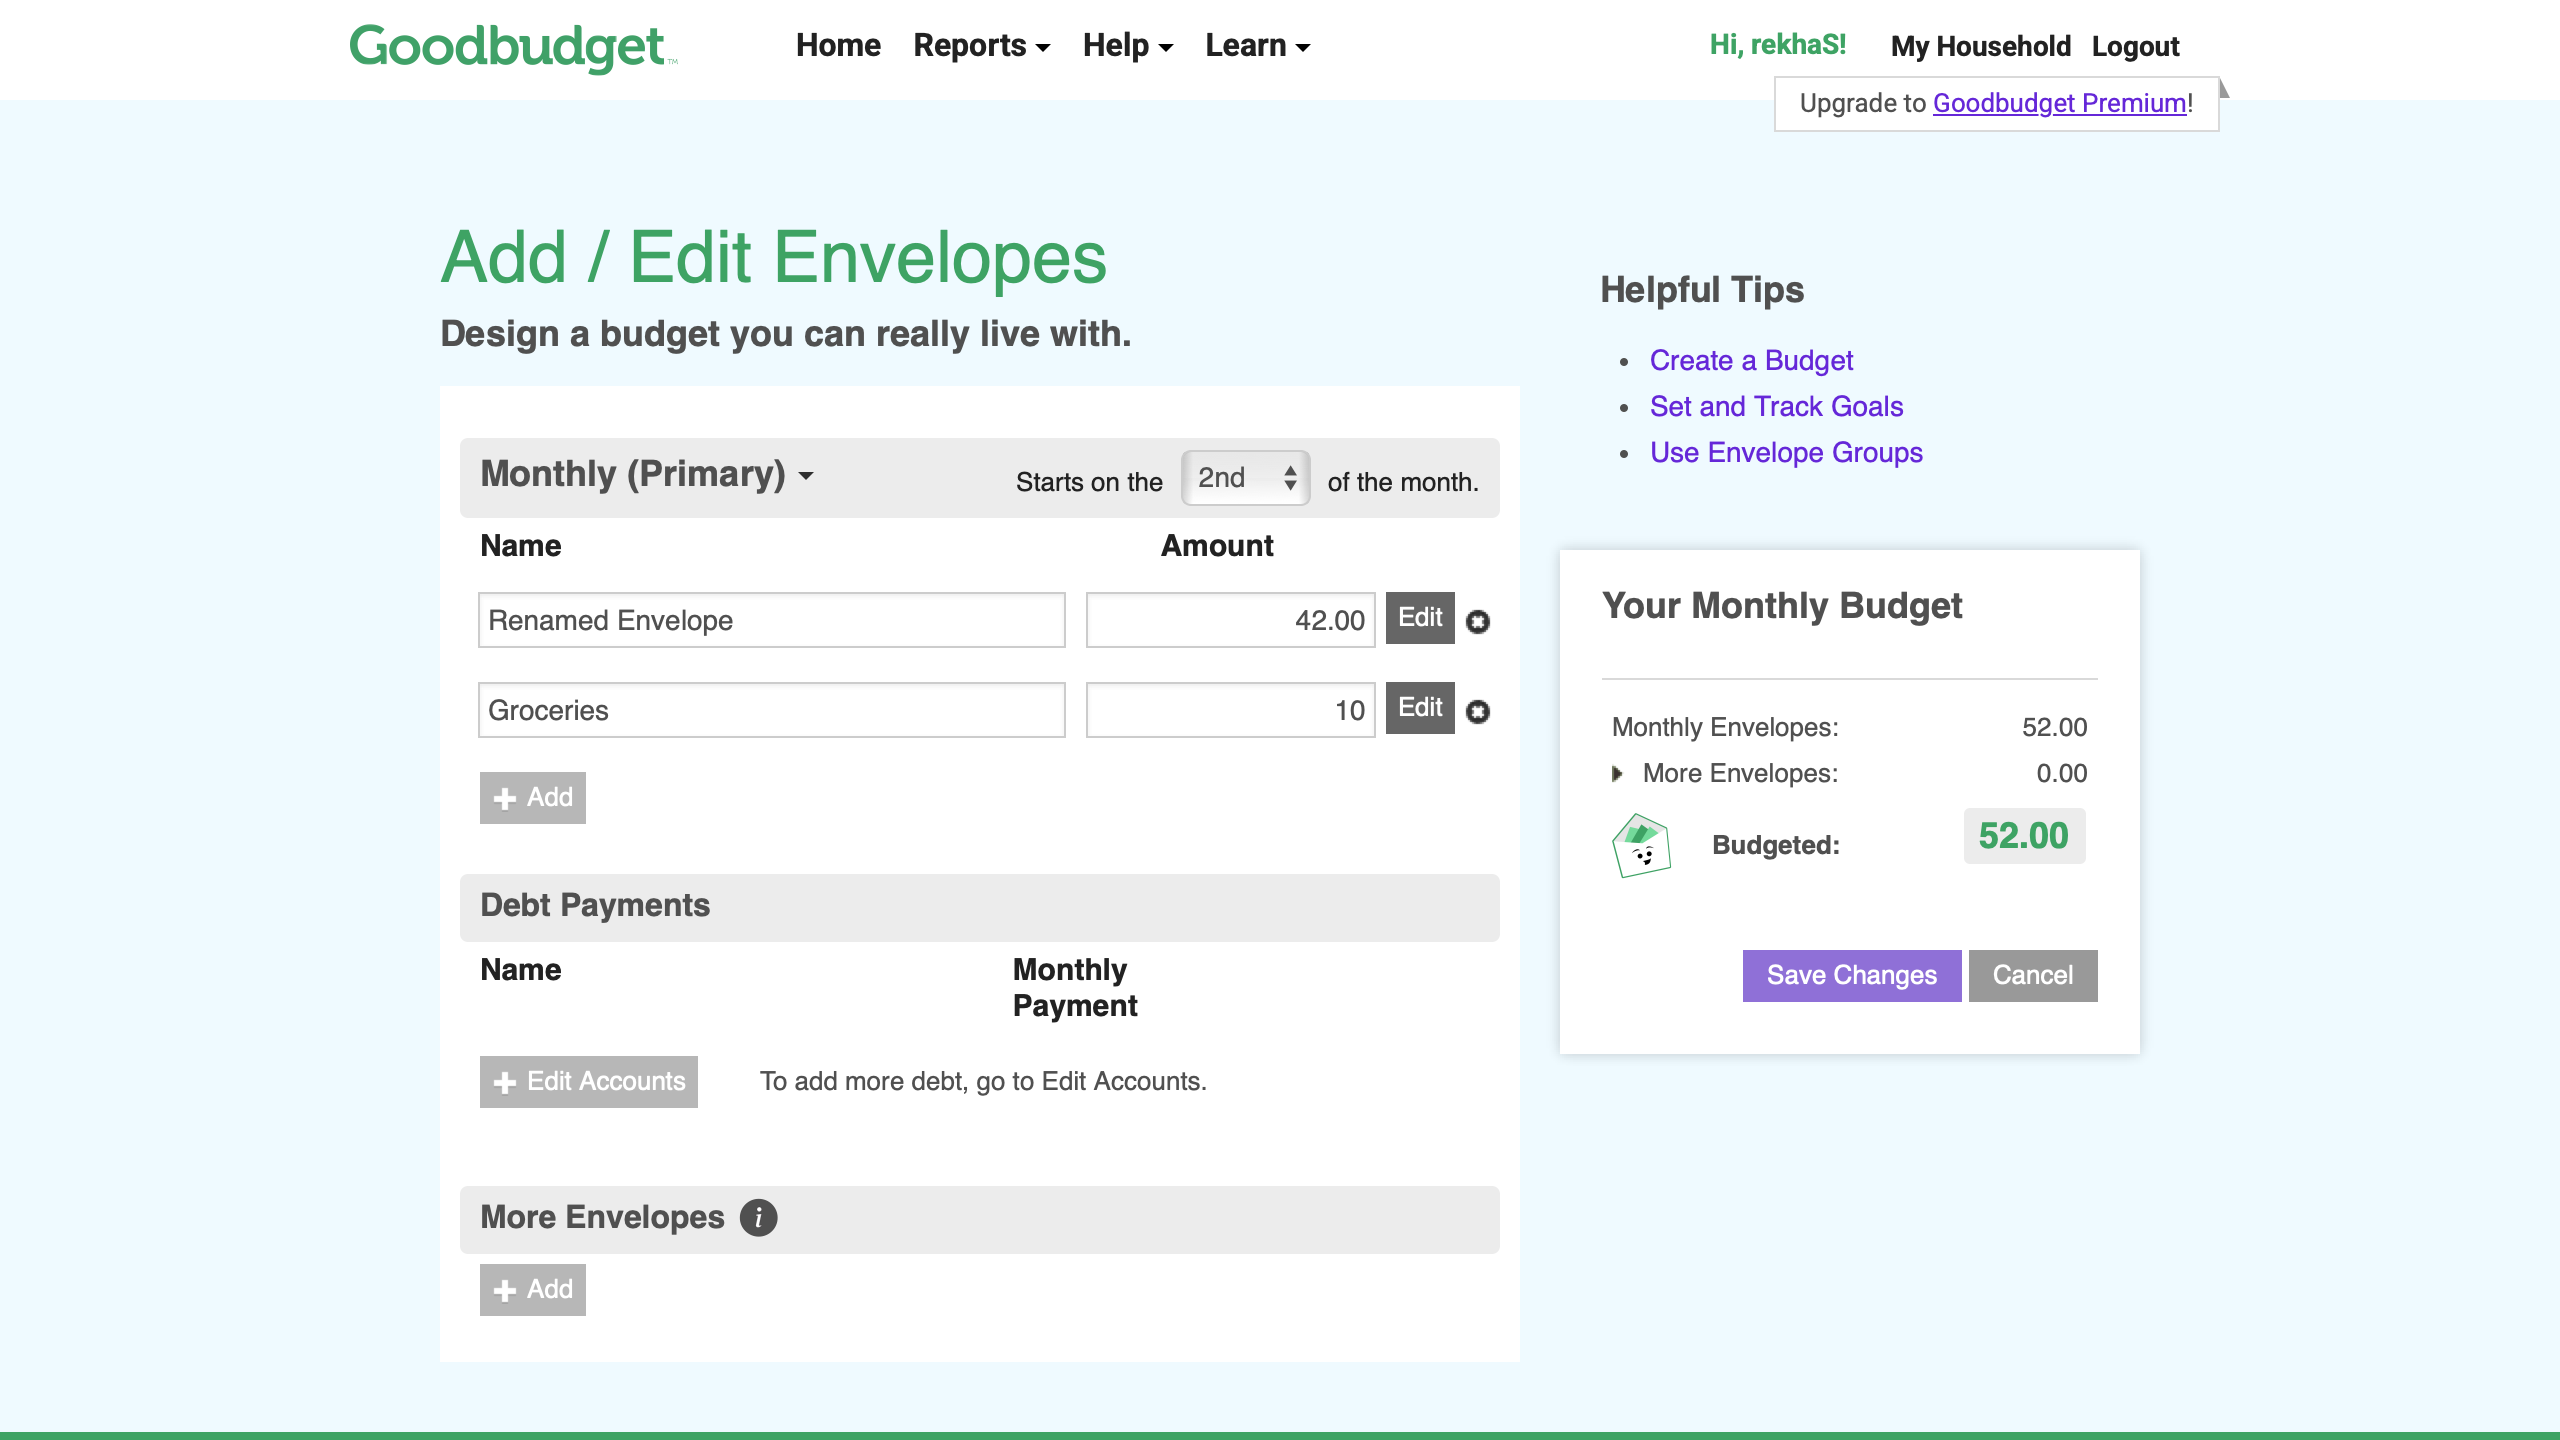 Goodbudget™
Home Reports Help Learn
Hi, rekhaS! My Household Logout
Upgrade to Goodbudget Premium!
Add / Edit Envelopes
Design a budget you can really live with.
Monthly (Primary) Starts on the 2nd of the month.
Name Amount
Renamed Envelope 42.00 Edit
Groceries 10 Edit
Add
Debt Payments
Name Monthly
Payment
Edit Accounts To add more debt, go to Edit Accounts.
More Envelopes i
Add
Helpful Tips
• Create a Budget
• Set and Track Goals
• Use Envelope Groups
Your Monthly Budget
Monthly Envelopes: 52.00
More Envelopes: 0.00
Budgeted: 52.00
Save Changes Cancel